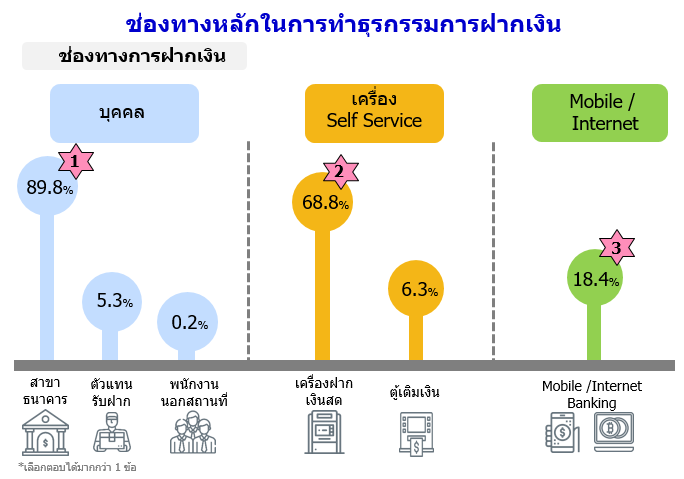 ช่องทางหลักในการทำธุรกรรมการฝากเงิน
ช่องทางการฝากเงิน
บุคคล
เครื่อง
Self Service
Mobile /
Internet
1
89.8%
5.3%
0.2%
2
68.8%
6.3%
3
18.4%
สาขา
ธนาคาร
ตัวแทน
รับฝาก
พนักงาน
นอกสถานที่
เครื่องฝาก
เงินสด
ตู้เติมเงิน
Mobile /Internet
Banking
*เลือกตอบได้มากกว่า 1 ข้อ